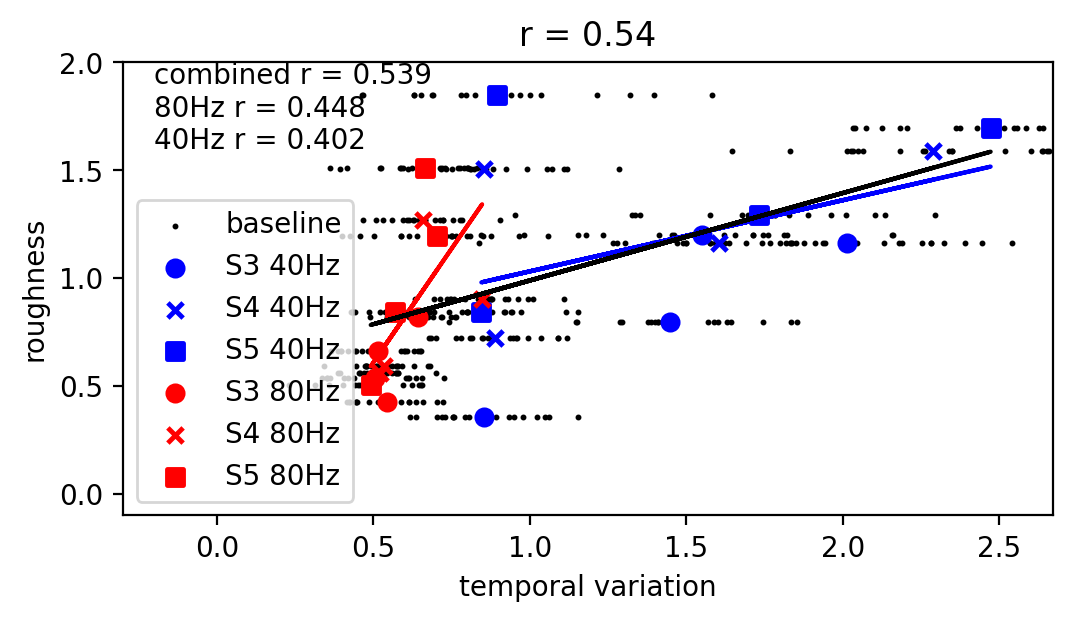 r = 0.54
combined r = 0.539
80Hz r = 0.448
40Hz r = 0.402
baseline
S3 40Hz
S4 40Hz
S5 40Hz
S3 80Hz
S4 80Hz
S5 80Hz
roughness
2.0
1.5
1.0
0.5
0.0
0.0 0.5 1.0 1.5 2.0 2.5
temporal variation